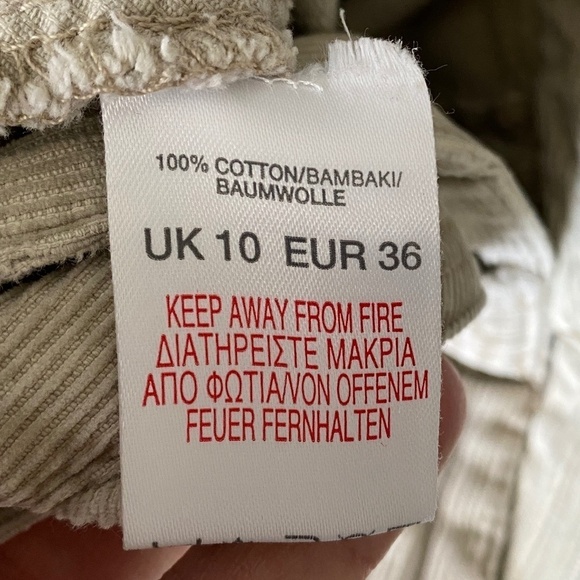 100% COTTON/BAMBAKI/
BAUMWOLLE
UK 10 EUR 36
KEEP AWAY FROM FIRE
ΔΙΑΤΗΡΕΙΣΤΕ ΜΑΚΡΙΑ
ΑΠΟ ΦΩΤΙΑ/VON OFFENEM
FEUER FERNHALTEN